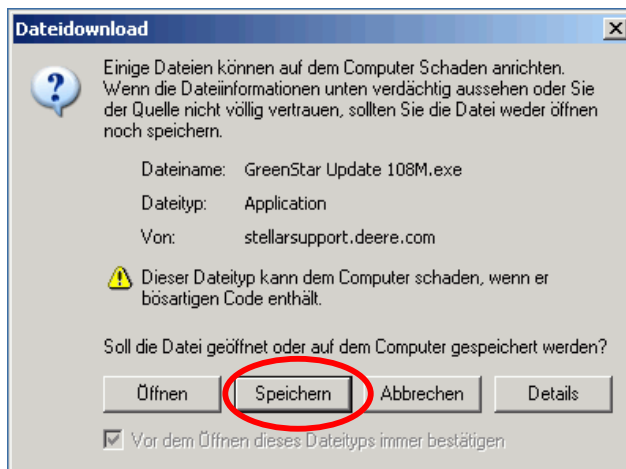 Dateidownload
Einige Dateien können auf dem Computer Schaden anrichten.
Wenn die Dateiinformationen unten verdächtig aussehen oder Sie
der Quelle nicht völlig vertrauen, sollten Sie die Datei weder öffnen
noch speichern.
Dateiname: GreenStar Update 108M.exe
Dateityp: Application
Von: stellarsupport.deere.com
Dieser Dateityp kann dem Computer schaden, wenn er
bösartigen Code enthält.
Soll die Datei geöffnet oder auf dem Computer gespeichert werden?
Öffnen Speichern Abbrechen Details
Vor dem Öffnen dieses Dateityps immer bestätigen